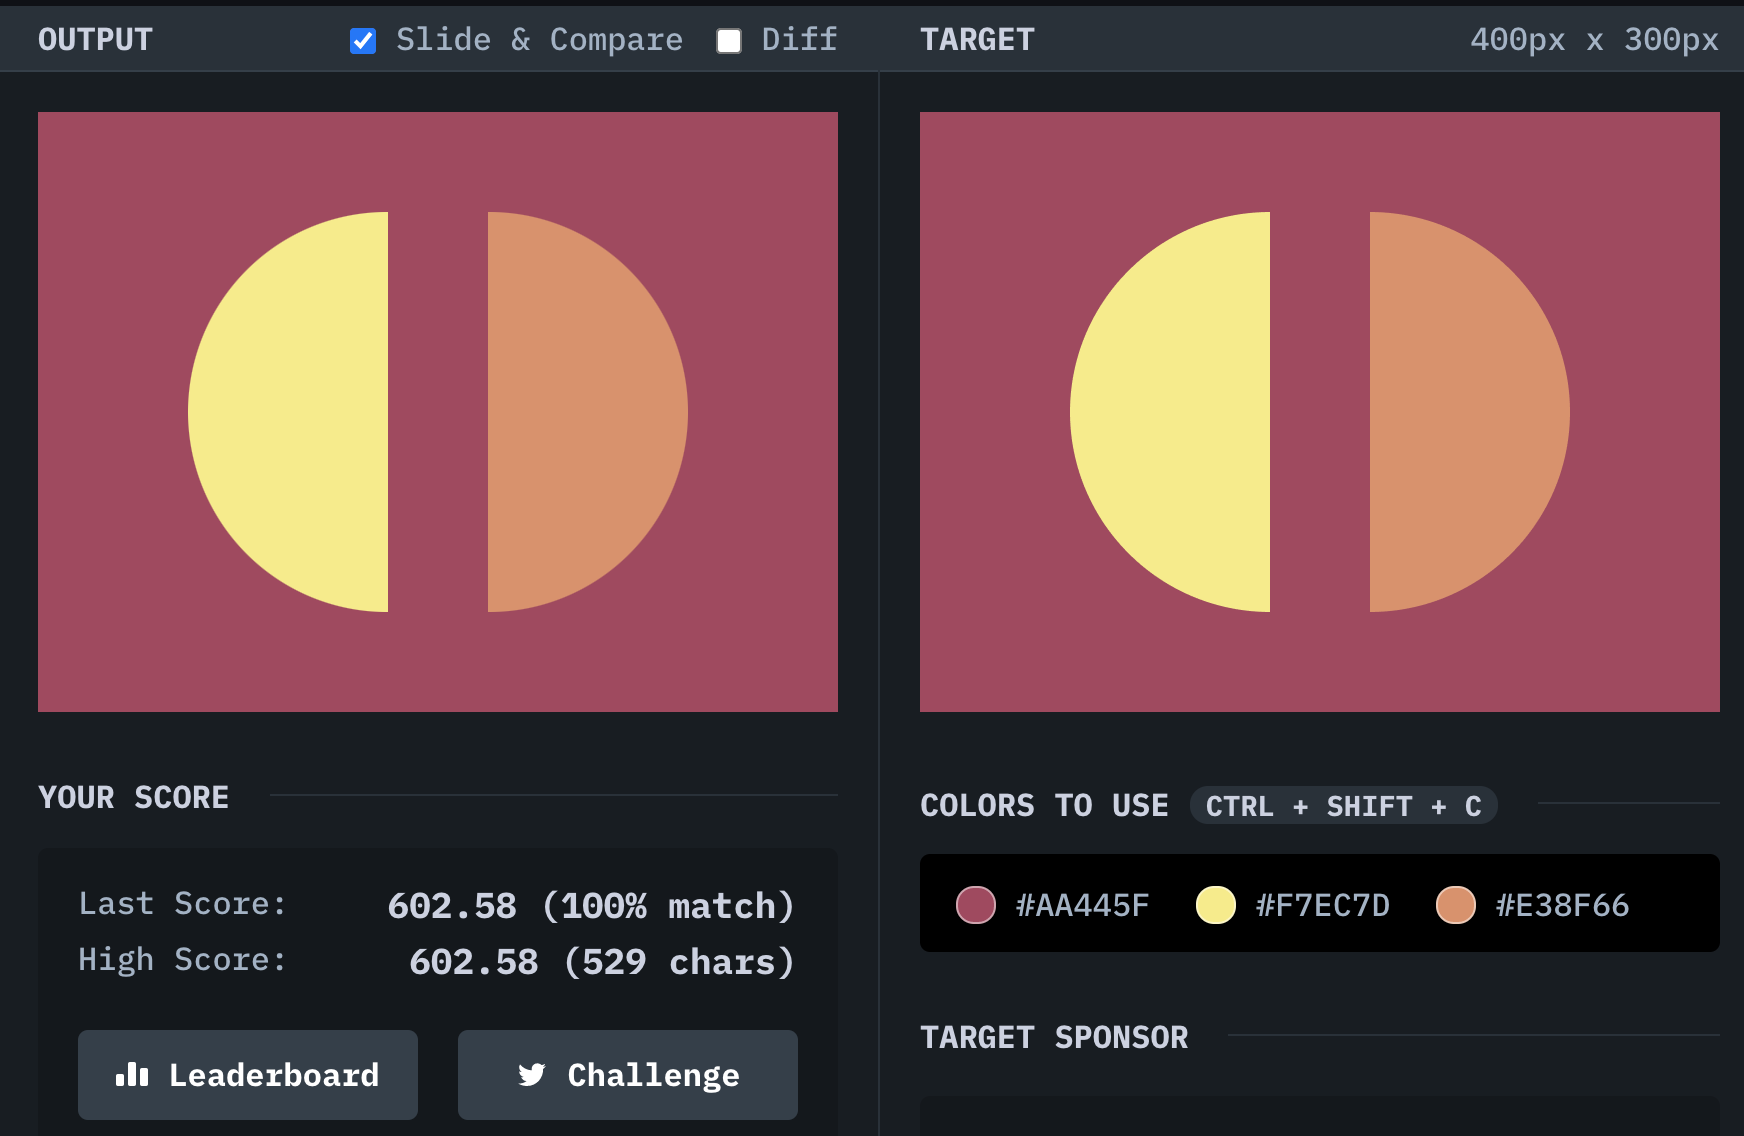 OUTPUT
Slide & Compare
Diff
TARGET
400px x 300px
YOUR SCORE
Last Score: 602.58 (100% match)
High Score: 602.58 (529 chars)
Leaderboard
Challenge
COLORS TO USE CTRL + SHIFT + C
#AA445F #F7EC7D #E38F66
TARGET SPONSOR